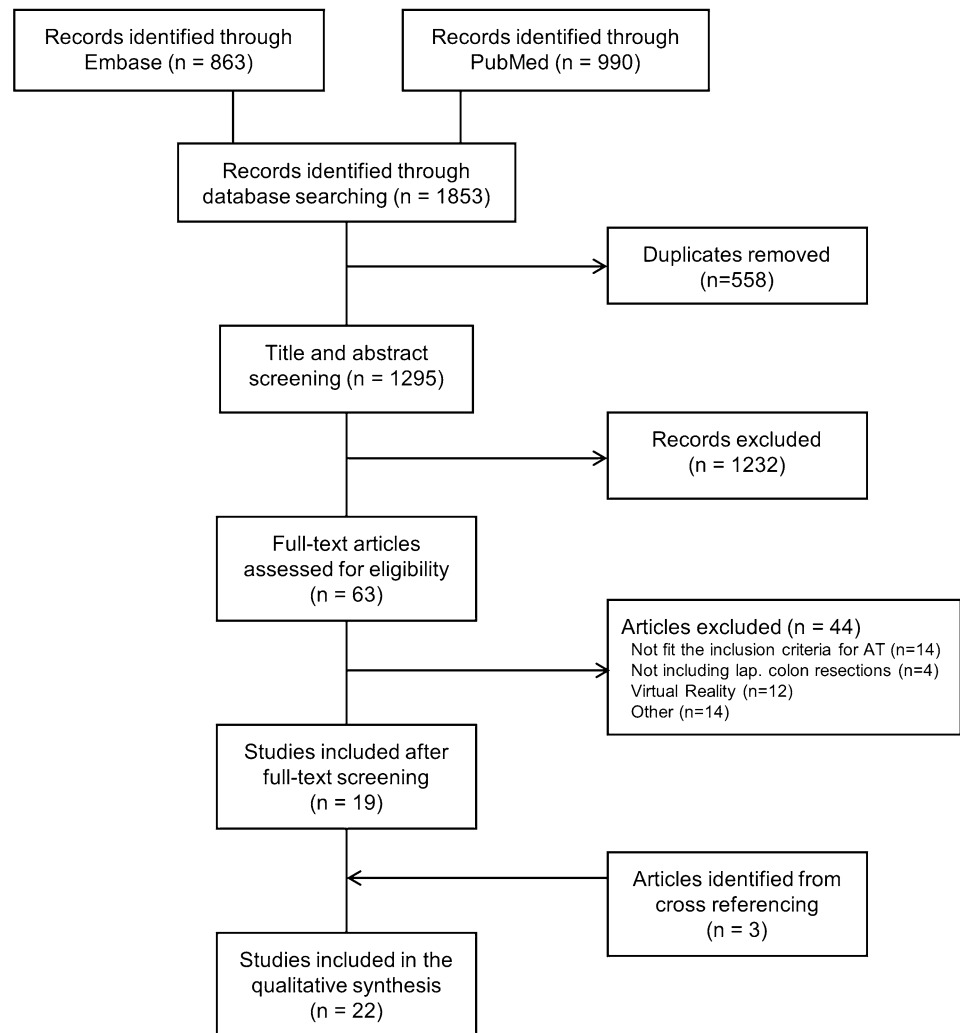 Records identified through
Embase (n = 863)
Records identified through
PubMed (n = 990)
Records identified through
database searching (n = 1853)
Duplicates removed
(n=558)
Title and abstract
screening (n = 1295)
Records excluded
(n = 1232)
Full-text articles
assessed for eligibility
(n = 63)
Articles excluded (n = 44)
Not fit the inclusion criteria for AT (n=14)
Not including lap. colon resections (n=4)
Virtual Reality (n=12)
Other (n=14)
Studies included after
full-text screening
(n = 19)
Articles identified from
cross referencing
(n = 3)
Studies included in the
qualitative synthesis
(n = 22)